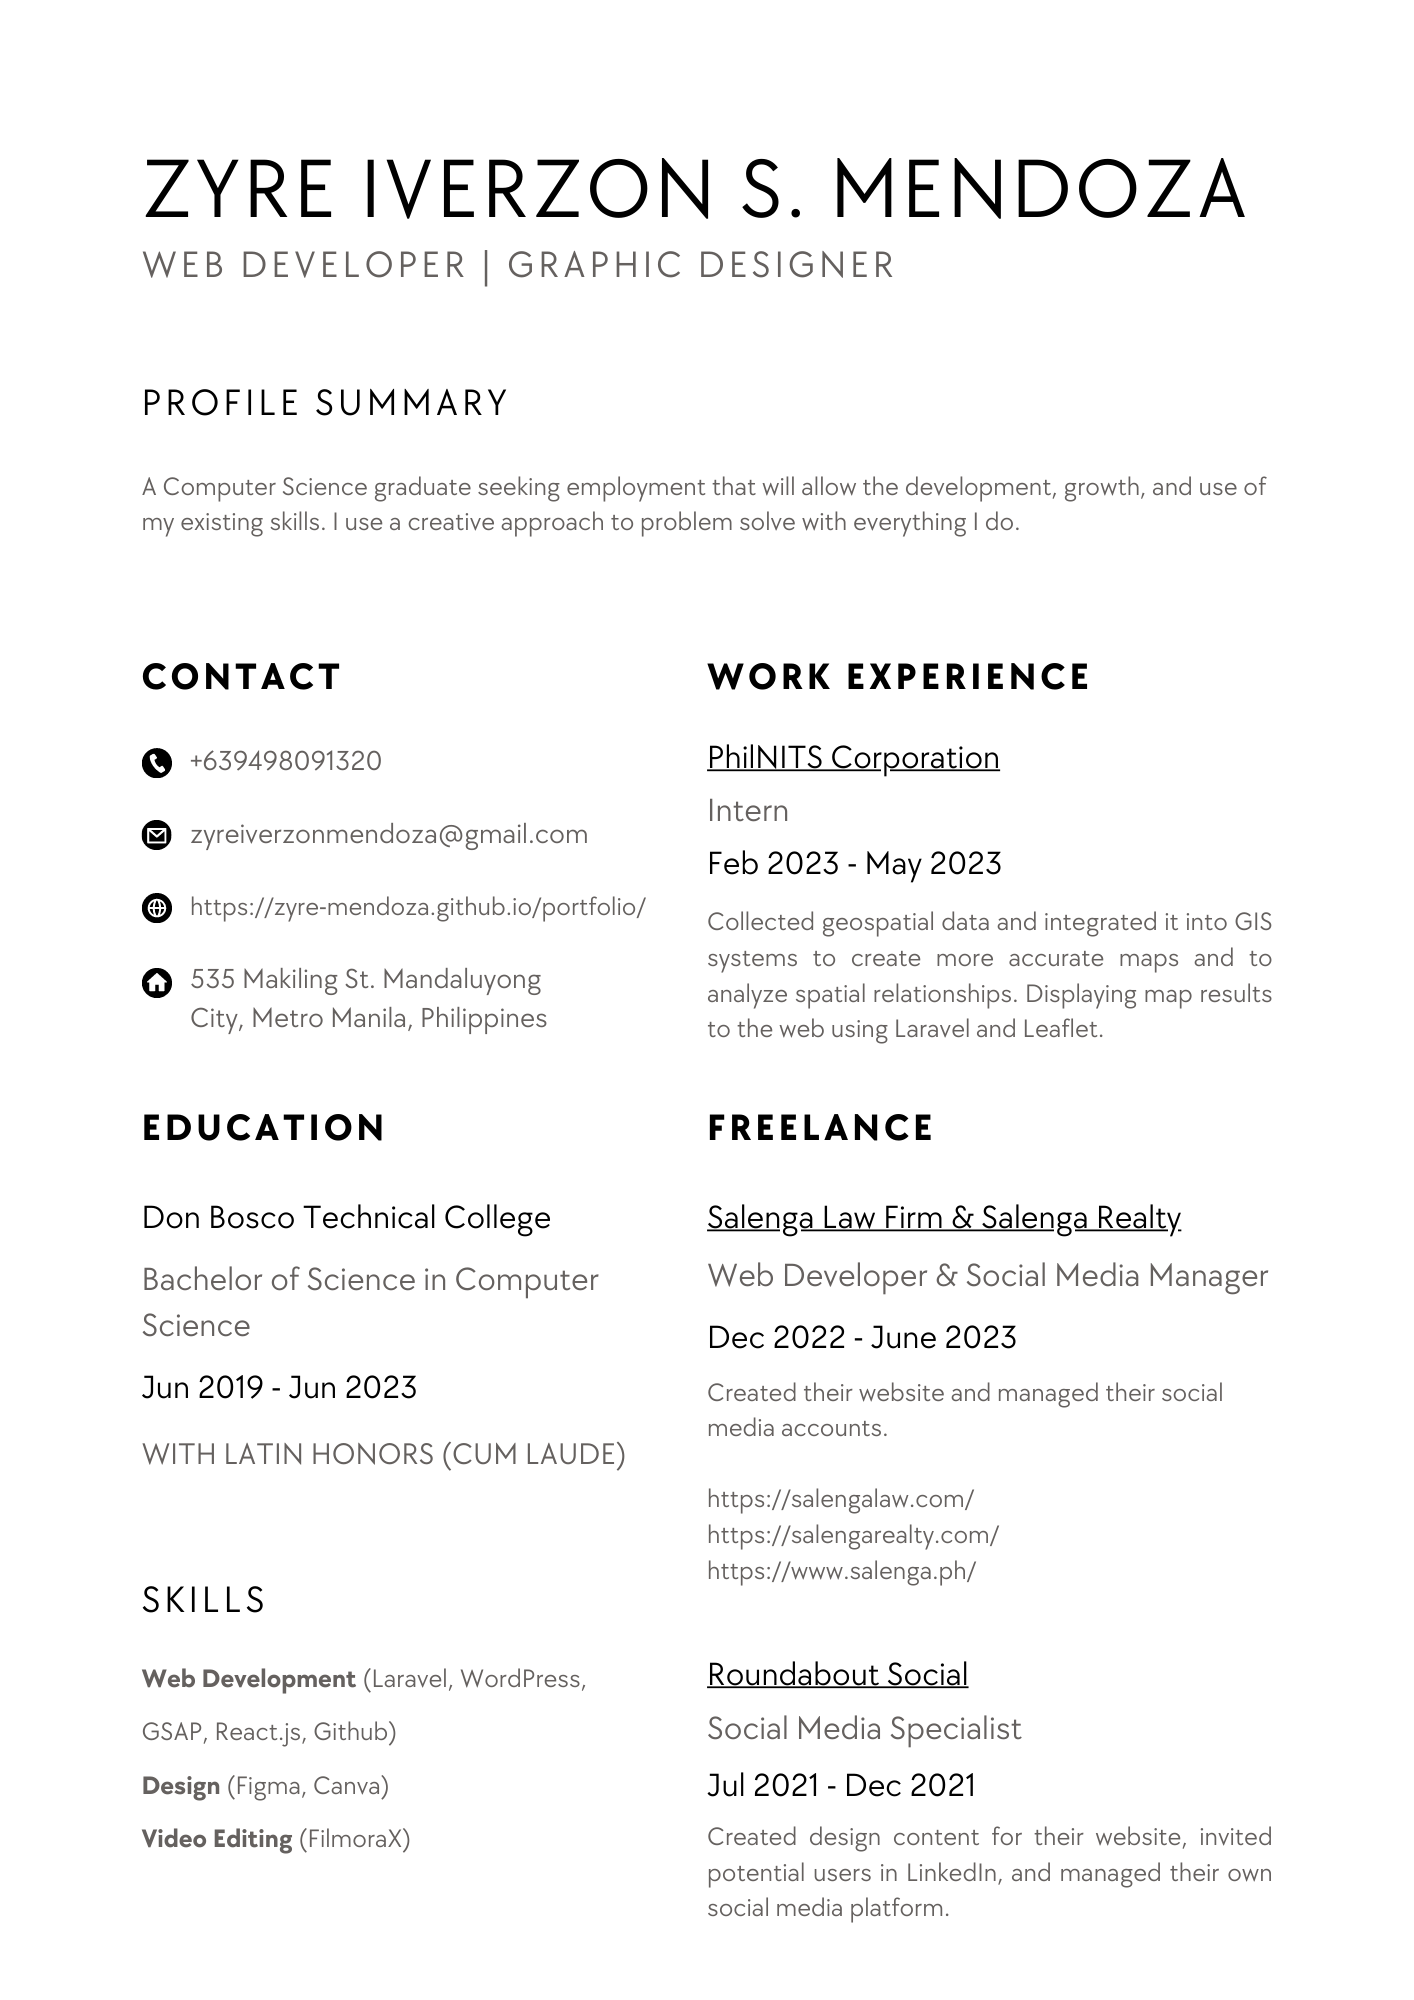 ZYRE IVERZON S. MENDOZA
WEB DEVELOPER | GRAPHIC DESIGNER
PROFILE SUMMARY
A Computer Science graduate seeking employment that will allow the development, growth, and use of
my existing skills. I use a creative approach to problem solve with everything I do.
CONTACT
+639498091320
zyreiverzonmendoza@gmail.com
https://zyre-mendoza.github.io/portfolio/
535 Makiling St. Mandaluyong
City, Metro Manila, Philippines
EDUCATION
Don Bosco Technical College
Bachelor of Science in Computer
Science
Jun 2019 - Jun 2023
WITH LATIN HONORS (CUM LAUDE)
SKILLS
Web Development (Laravel, WordPress,
GSAP, React.js, Github)
Design (Figma, Canva)
Video Editing (FilmoraX)
WORK EXPERIENCE
PhilNITS Corporation
Intern
Feb 2023 - May 2023
Collected geospatial data and integrated it into GIS
systems to create more accurate maps and to
analyze spatial relationships. Displaying map results
to the web using Laravel and Leaflet.
FREELANCE
Salenga Law Firm & Salenga Realty
Web Developer & Social Media Manager
Dec 2022 - June 2023
Created their website and managed their social
media accounts.
https://salengalaw.com/
https://salengarealty.com/
https://www.salenga.ph/
Roundabout Social
Social Media Specialist
Jul 2021 - Dec 2021
Created design content for their website, invited
potential users in LinkedIn, and managed their own
social media platform.